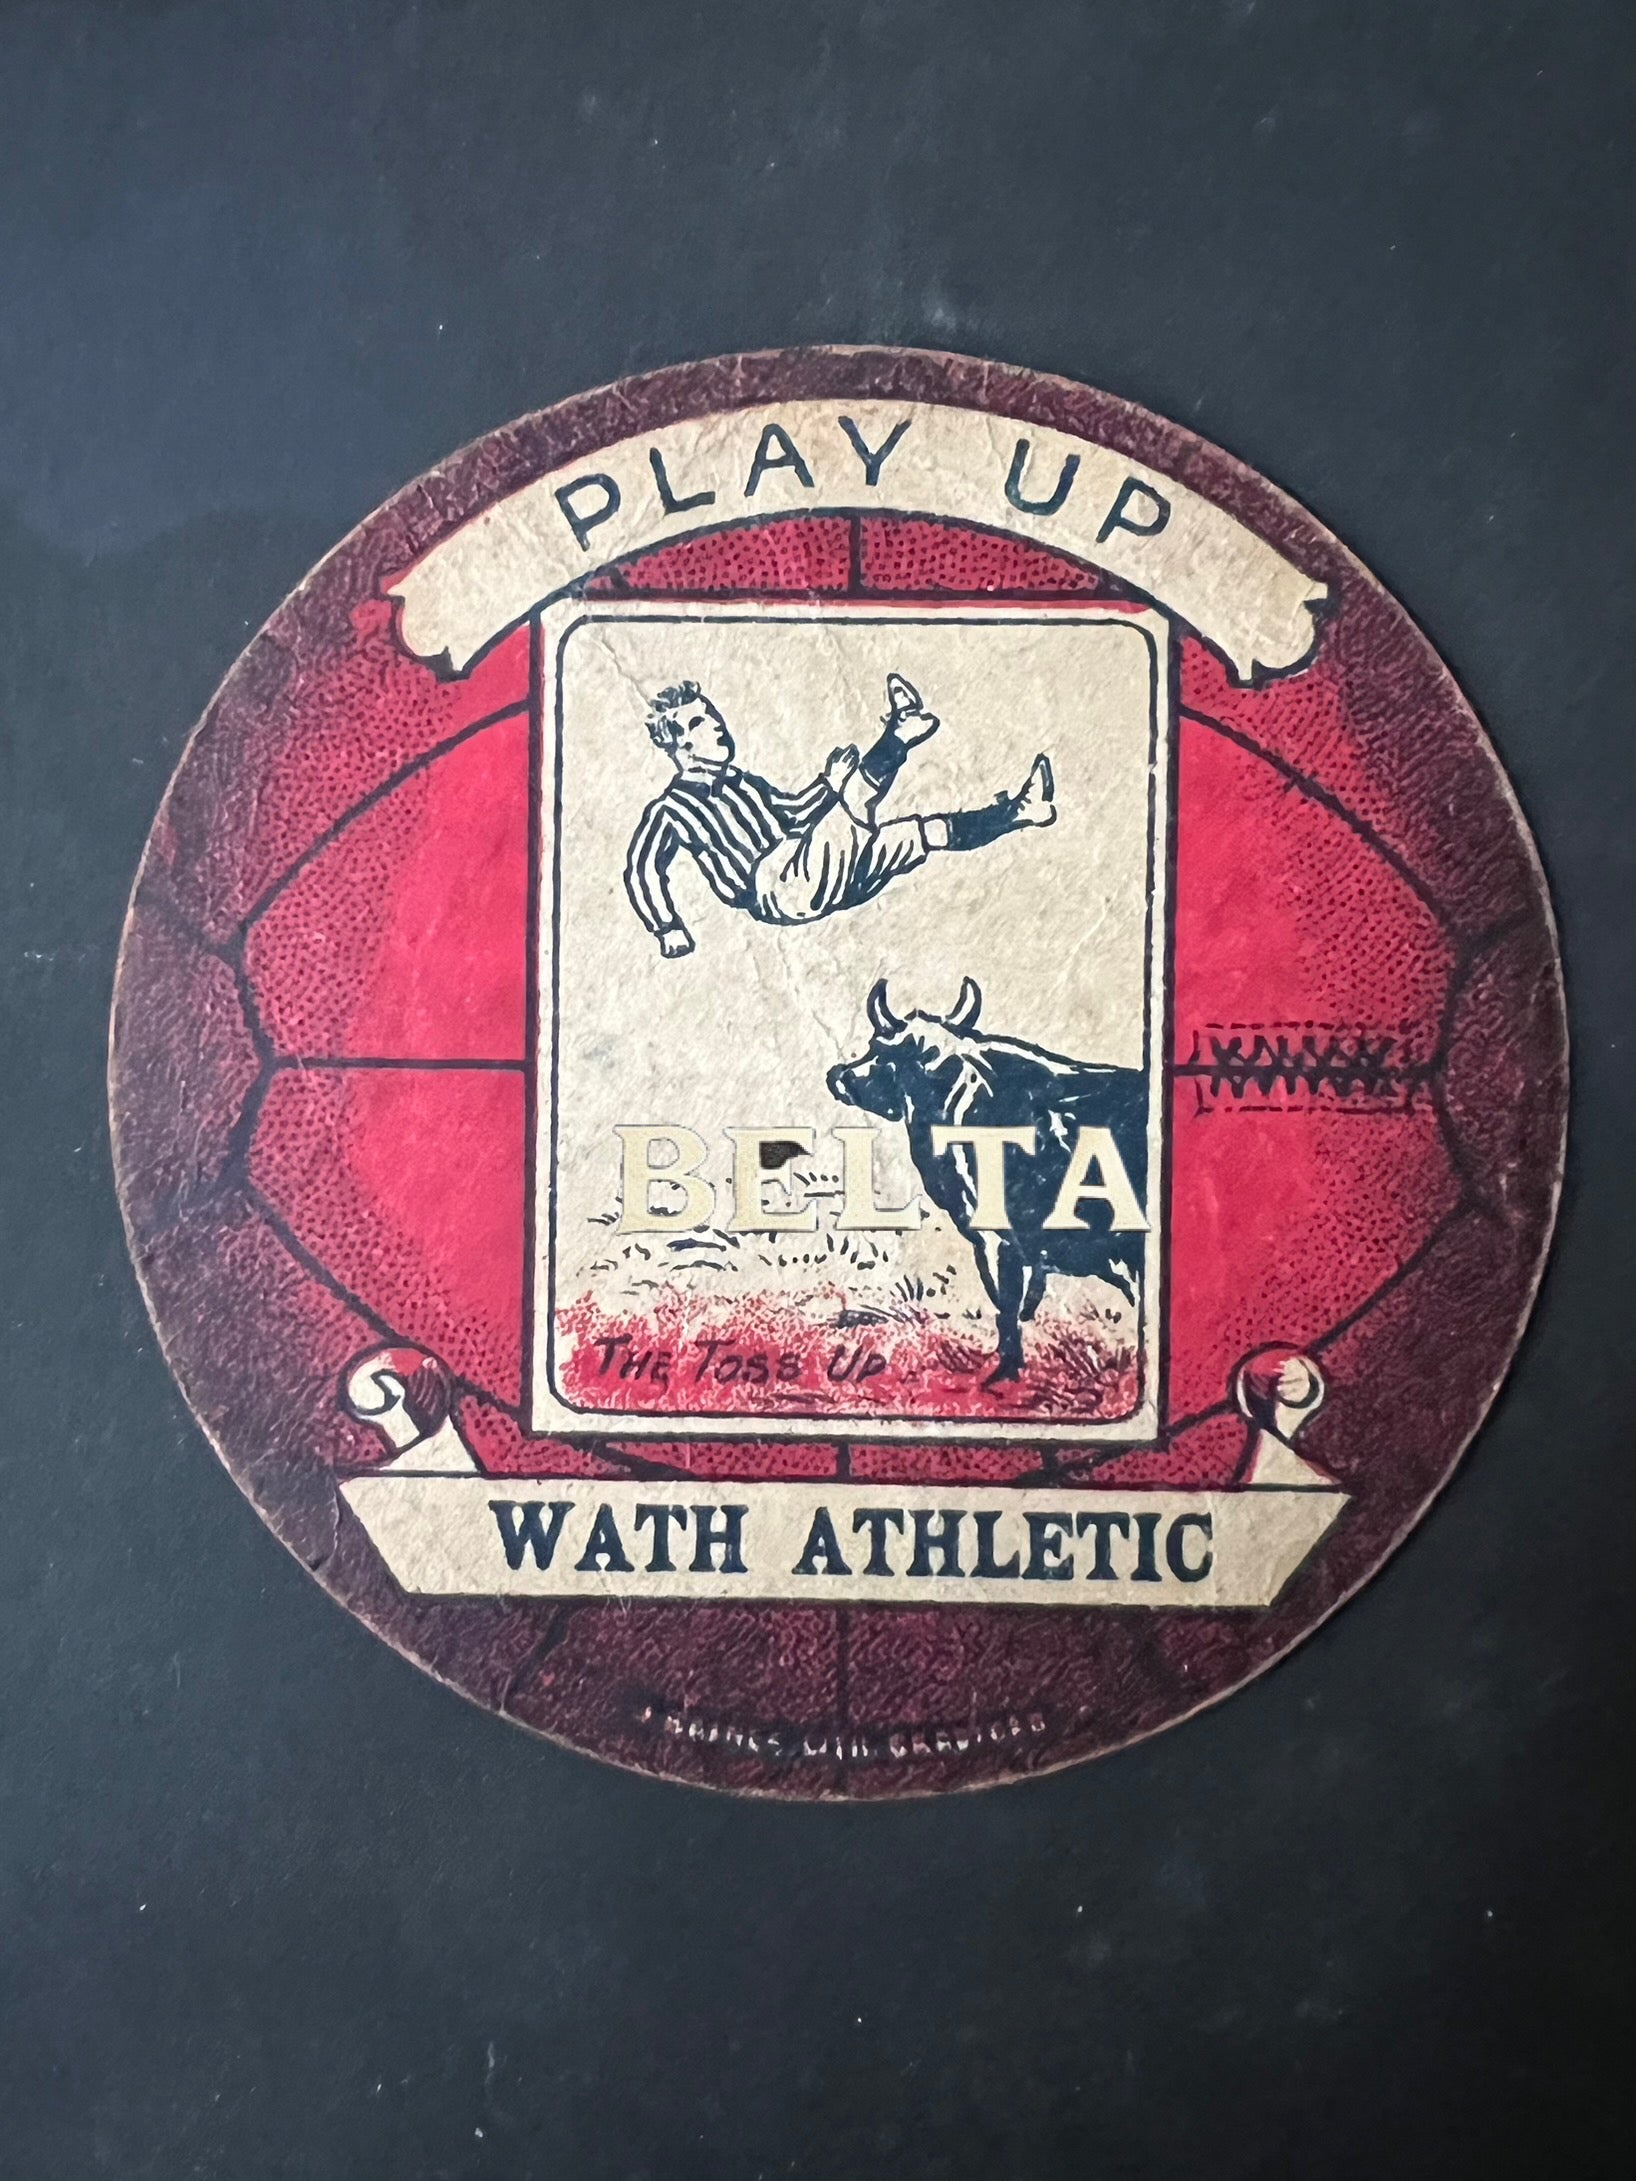 PLAY UP
BELTA
THE TOSS UP
WATH ATHLETIC